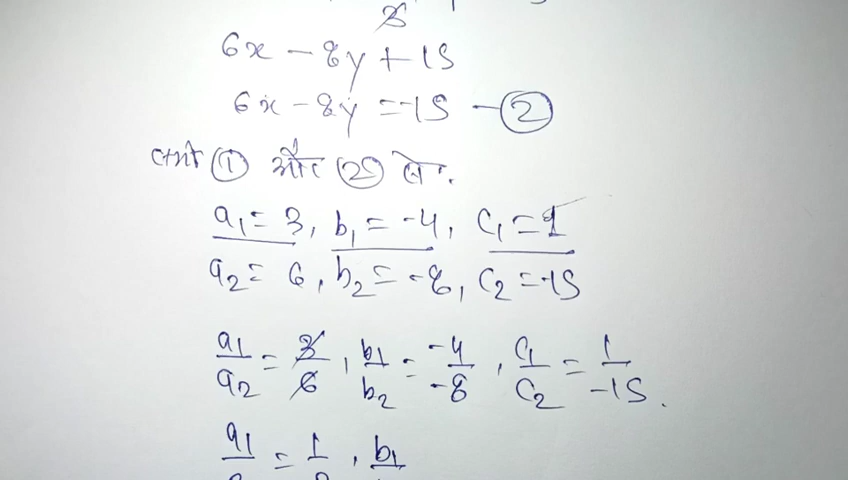 6x - 8y + 15
6x - 8y = -15 - ②
① और ② से.
a₁ = 3, b₁ = -4, c₁ = 1
a₂ = 6, b₂ = -8, c₂ = -15
a₁/a₂ = 3/6, b₁/b₂ = -4/-8, c₁/c₂ = 1/-15.
a₁ = 1, b₁